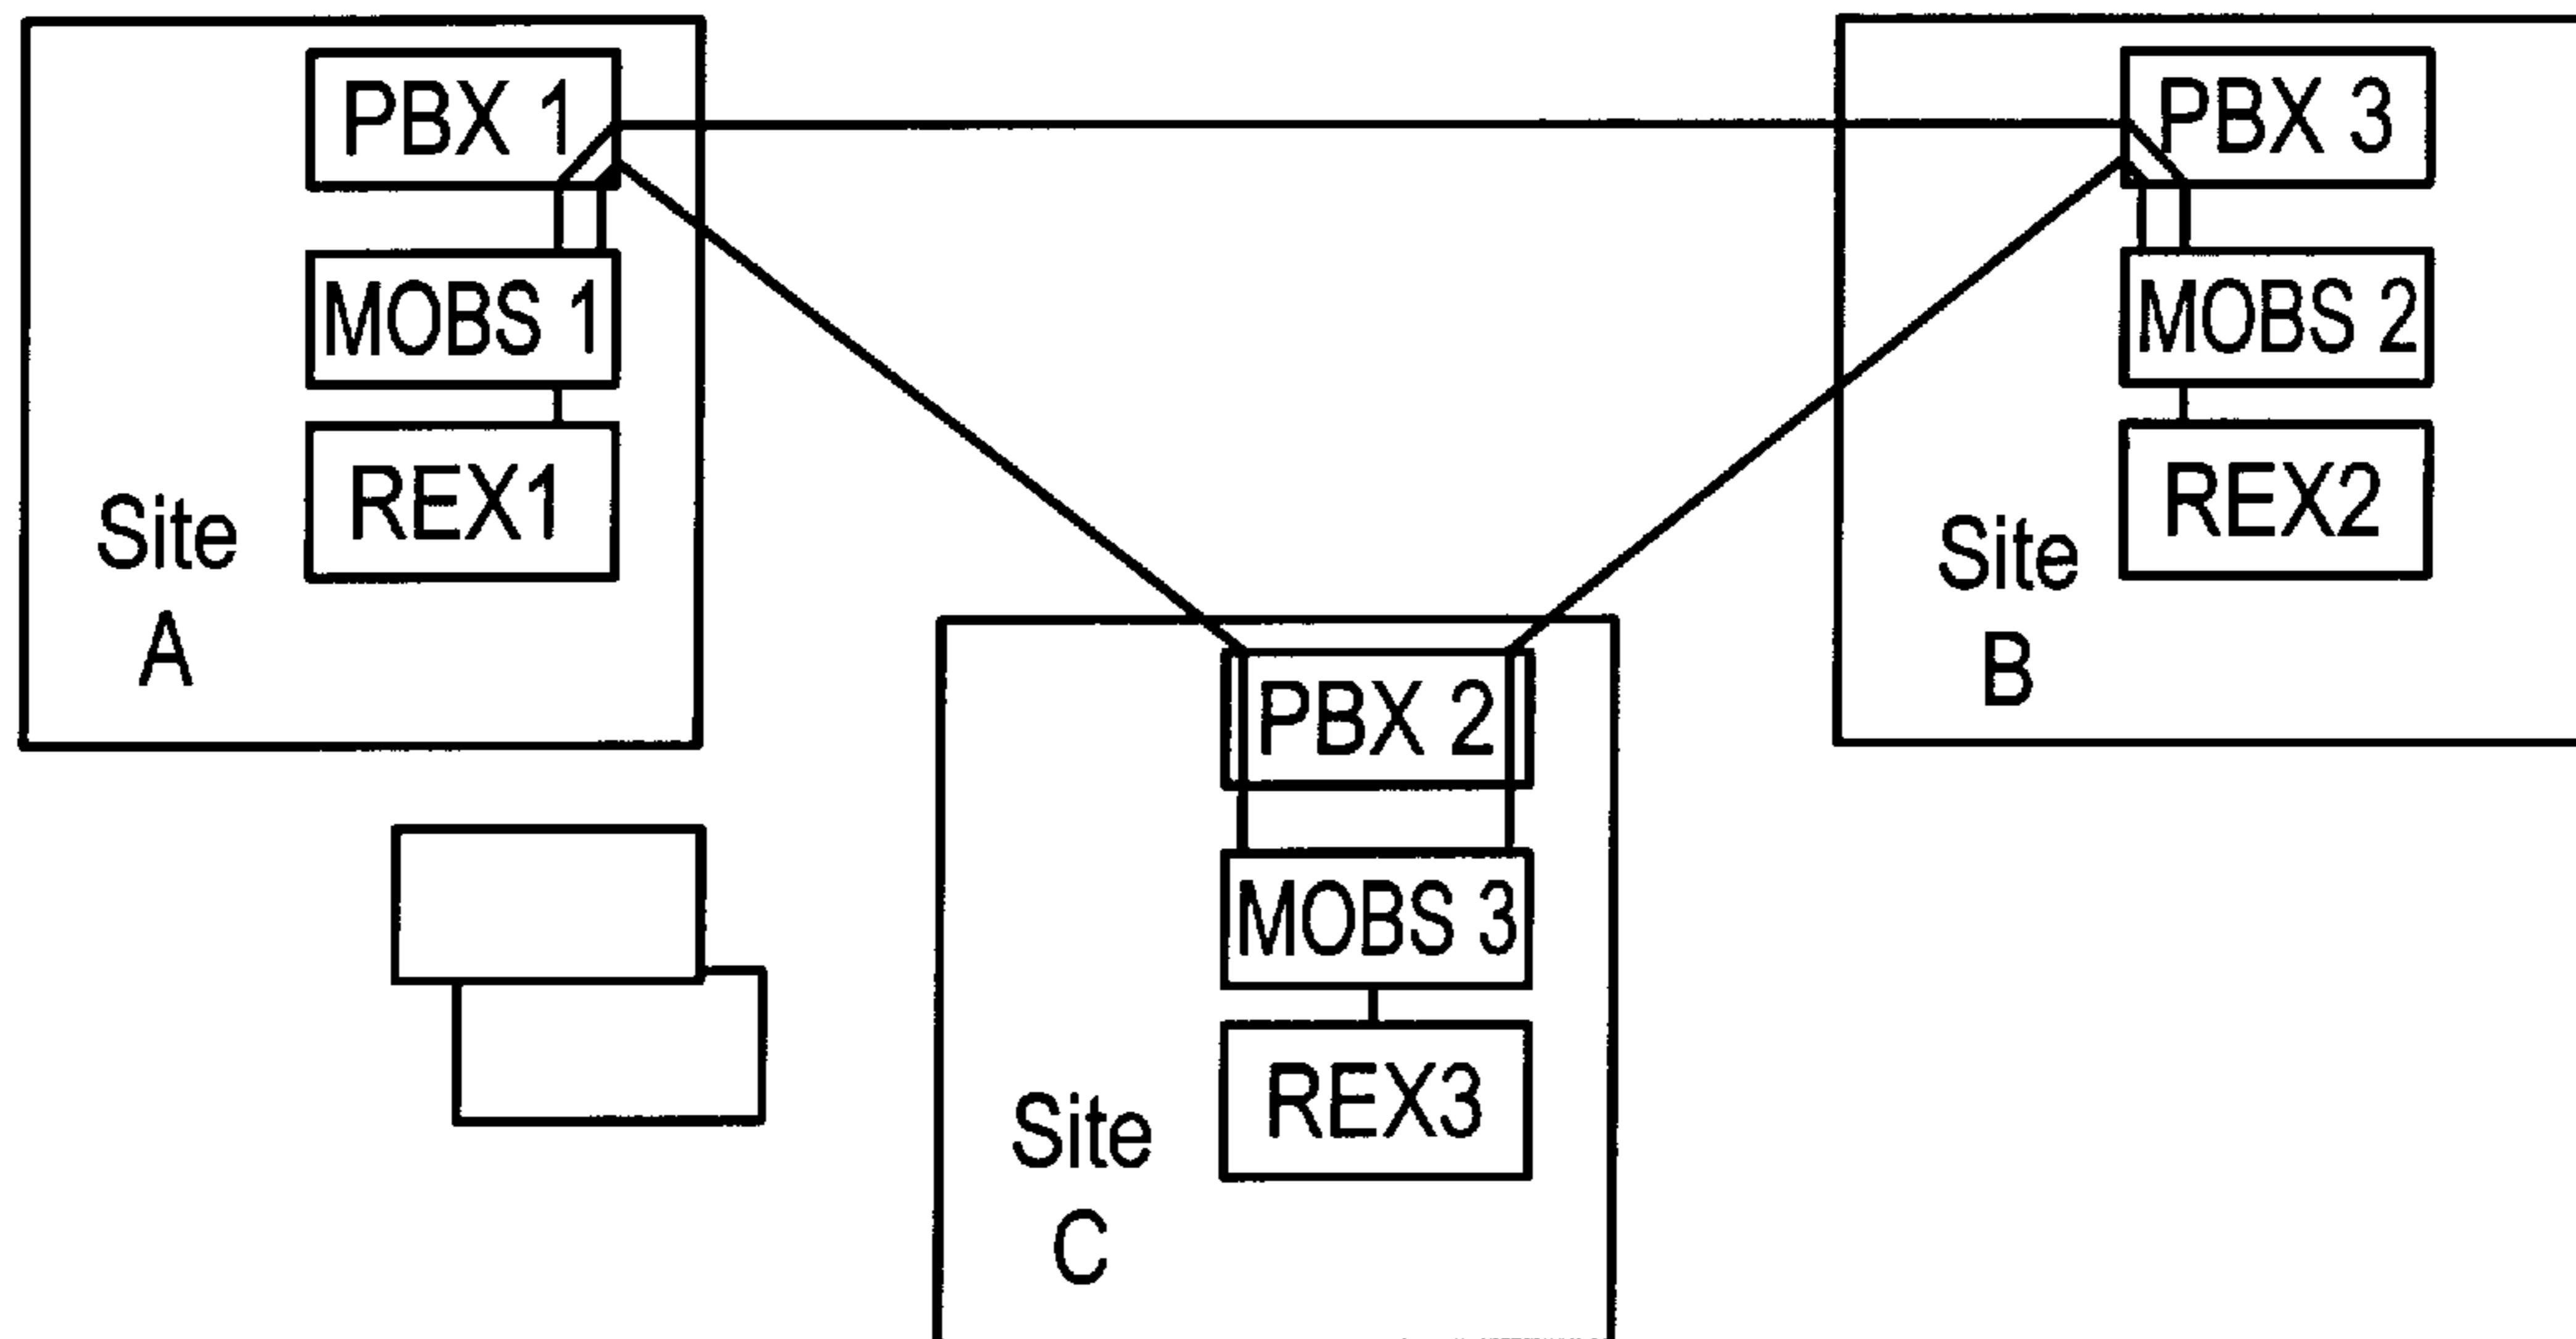 PBX 1
MOBS 1
REX1
Site
A
PBX 3
MOBS 2
REX2
Site
B
PBX 2
MOBS 3
REX3
Site
C